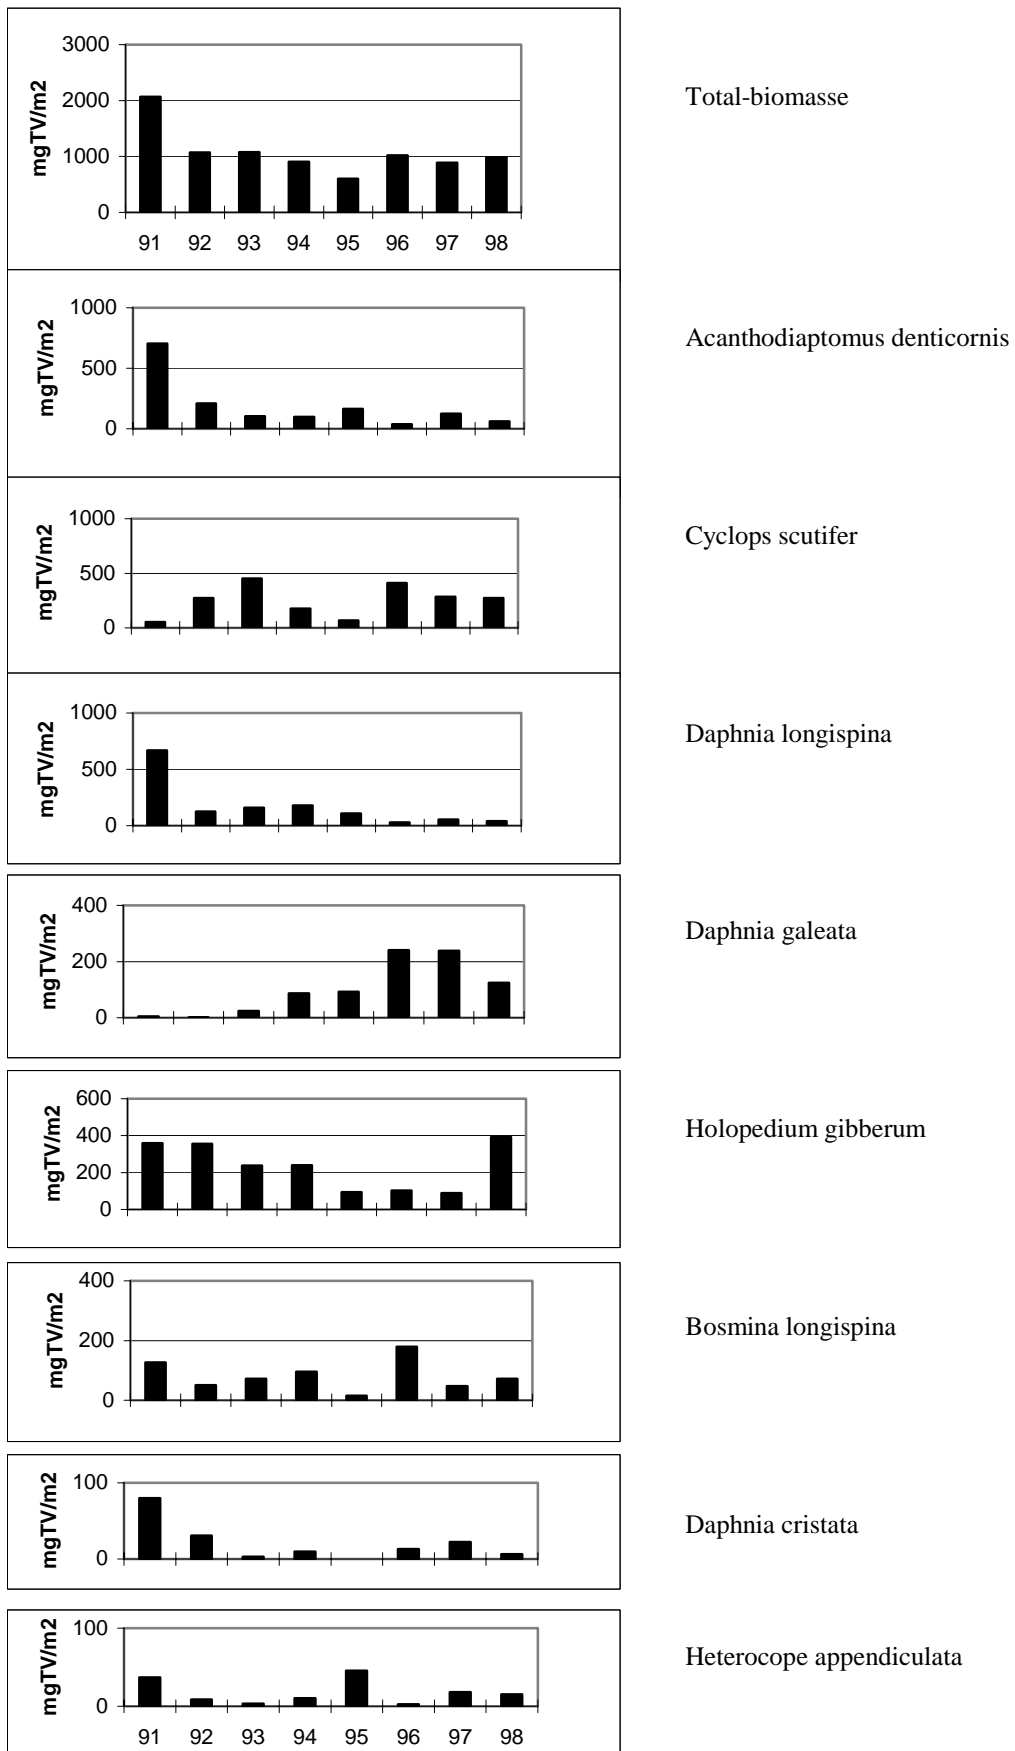 3000
2000
1000
0
mgTV/m2
91 92 93 94 95 96 97 98
Total-biomasse
1000
500
0
mgTV/m2
Acanthodiaptomus denticornis
1000
500
0
mgTV/m2
Cyclops scutifer
1000
500
0
mgTV/m2
Daphnia longispina
400
200
0
mgTV/m2
Daphnia galeata
600
400
200
0
mgTV/m2
Holopedium gibberum
400
200
0
mgTV/m2
Bosmina longispina
100
0
mgTV/m2
Daphnia cristata
100
0
mgTV/m2
91 92 93 94 95 96 97 98
Heterocope appendiculata